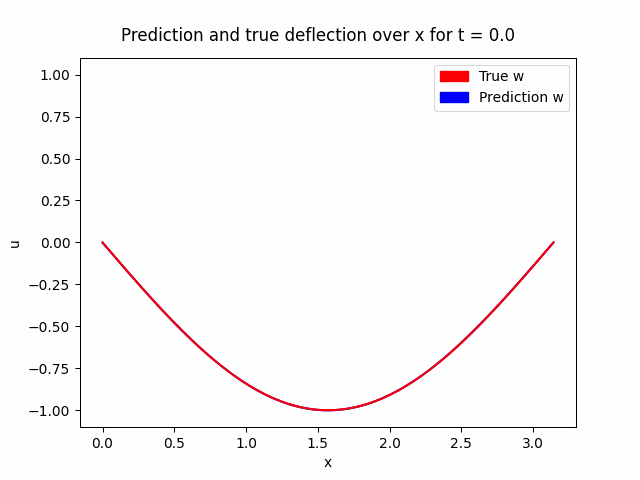 Prediction and true deflection over x for t = 0.0
True w
Prediction w
1.00
0.75
0.50
0.25
0.00
−0.25
−0.50
−0.75
−1.00
u
0.0 0.5 1.0 1.5 2.0 2.5 3.0
x